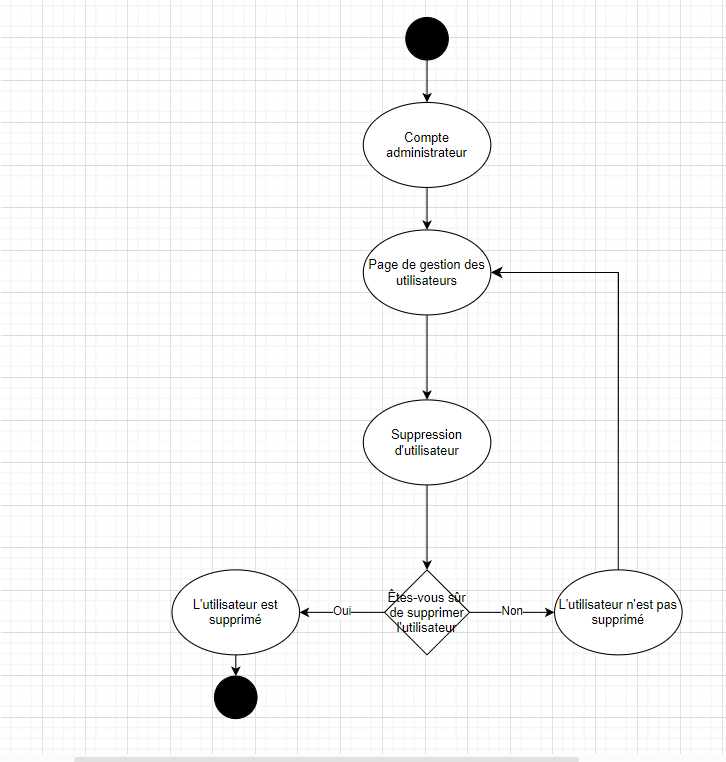 Compte
administrateur
Page de gestion des
utilisateurs
Suppression
d'utilisateur
Êtes-vous sûr
de supprimer
l'utilisateur
Oui
Non
L'utilisateur est
supprimé
L'utilisateur n'est pas
supprimé